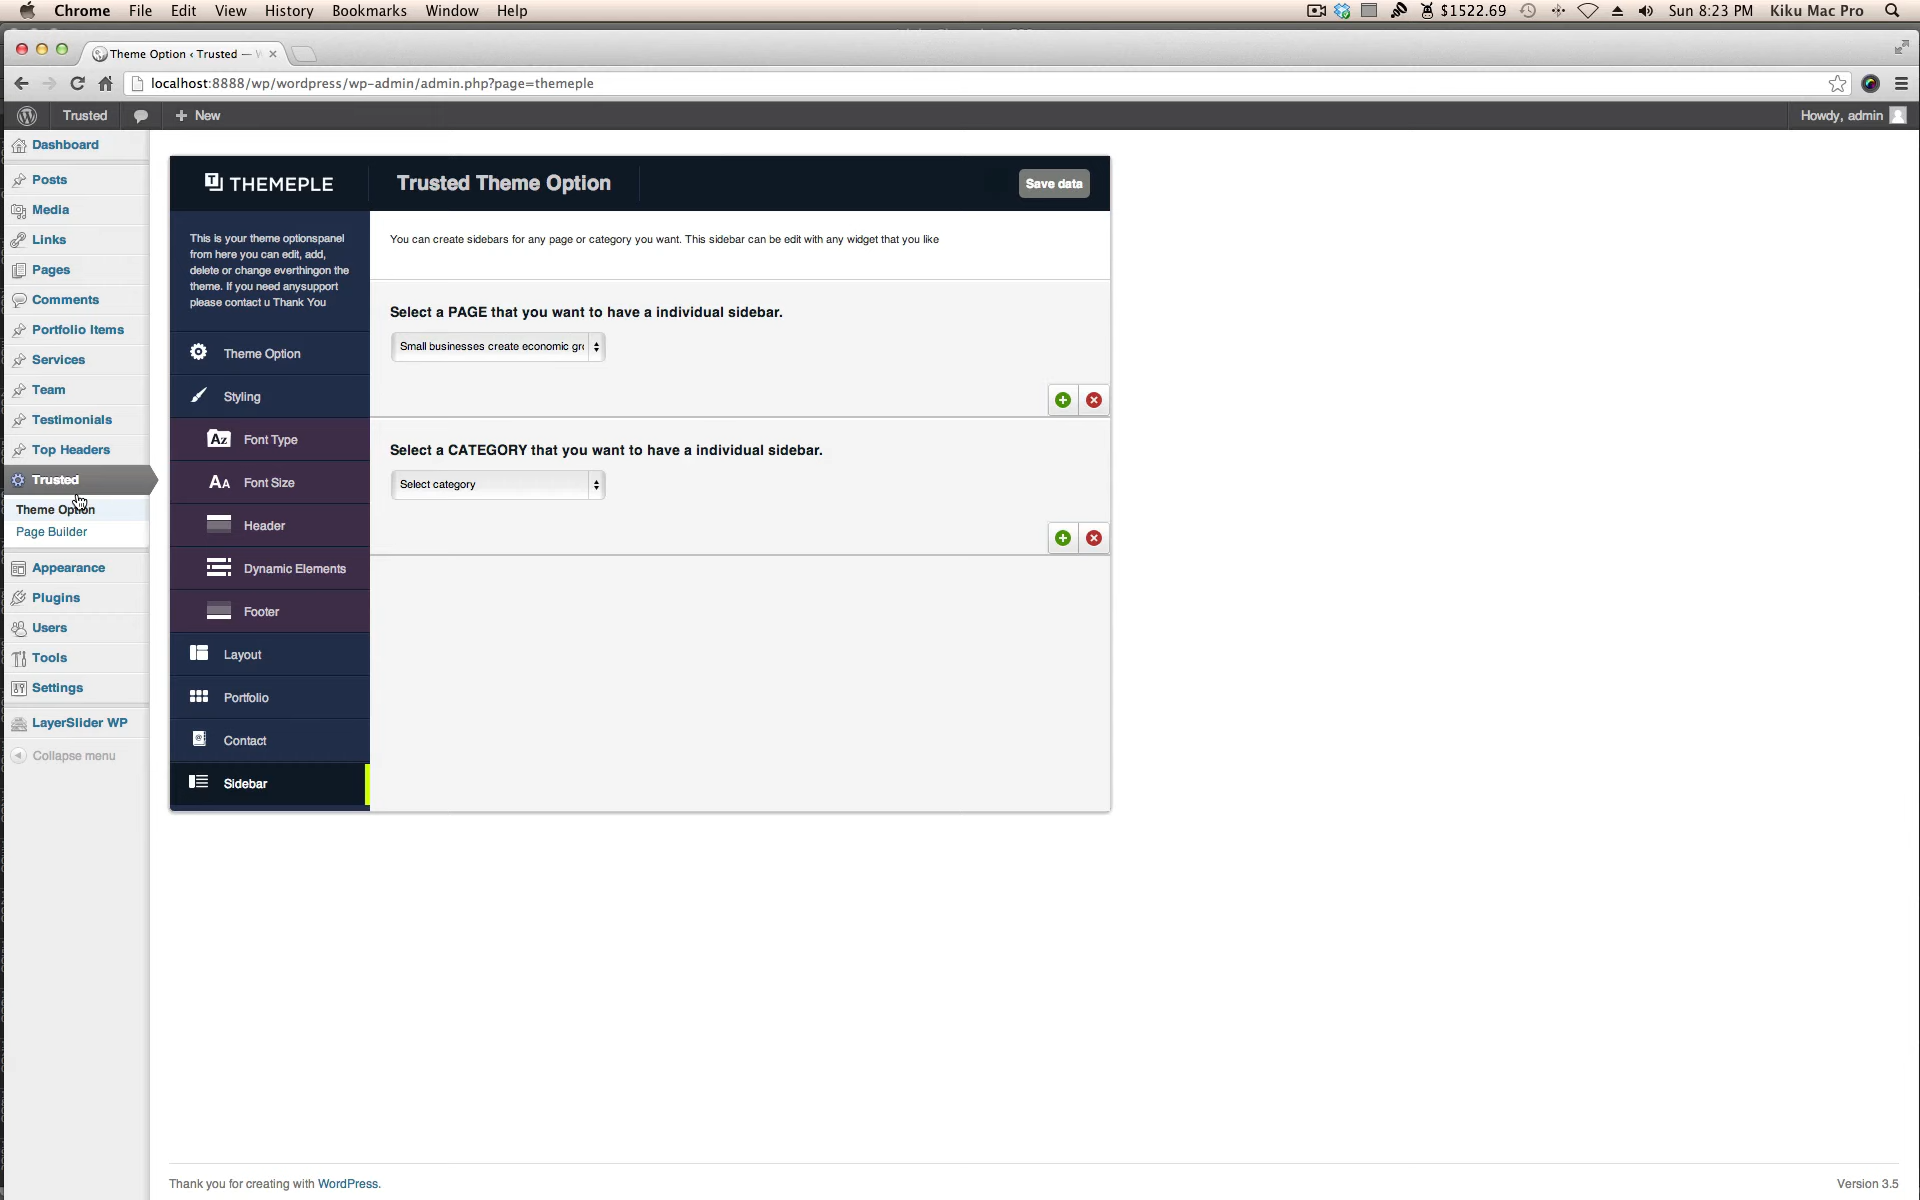 Chrome File Edit View History Bookmarks Window Help $1522.69 Sun 8:23 PM Kiku Mac Pro
Theme Option ‹ Trusted —
localhost:8888/wp/wordpress/wp-admin/admin.php?page=themeple
Trusted + New Howdy, admin
Dashboard
Posts
Media
Links
Pages
Comments
Portfolio Items
Services
Team
Testimonials
Top Headers
Trusted
Theme Option
Page Builder
Appearance
Plugins
Users
Tools
Settings
LayerSlider WP
Collapse menu
THEMEPLE Trusted Theme Option Save data
This is your theme optionspanel
from here you can edit, add,
delete or change everthingon the
theme. If you need anysupport
please contact u Thank You
Theme Option
Styling
Az Font Type
AA Font Size
Header
Dynamic Elements
Footer
Layout
Portfolio
Contact
Sidebar
You can create sidebars for any page or category you want. This sidebar can be edit with any widget that you like
Select a PAGE that you want to have a individual sidebar.
Small businesses create economic gr
Select a CATEGORY that you want to have a individual sidebar.
Select category
Thank you for creating with WordPress. Version 3.5